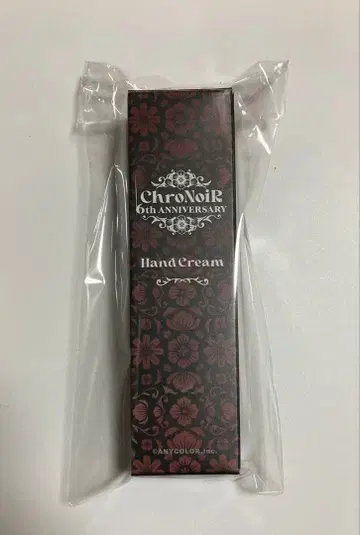 ChroNoiR
6th ANNIVERSARY
Hand Cream
©ANYCOLOR,Inc.